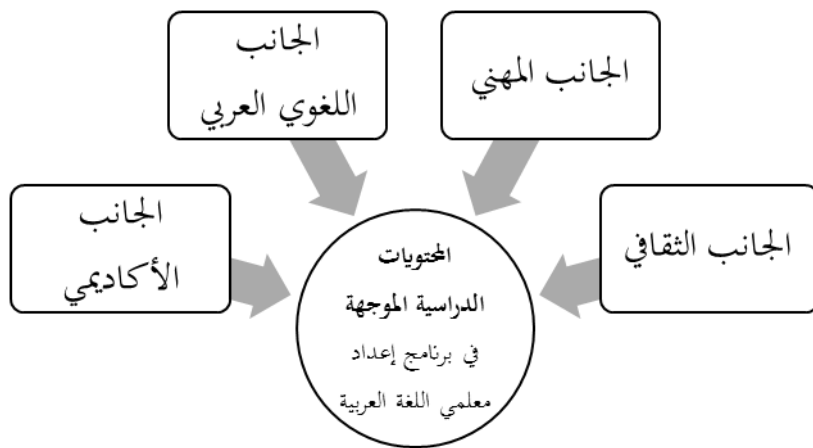 الجانب المهني
الجانب
اللغوي العربي
الجانب الثقافي
الجانب
الأكاديمي
المحتويات
الدراسية الموجهة
في برنامج إعداد
معلمي اللغة العربية